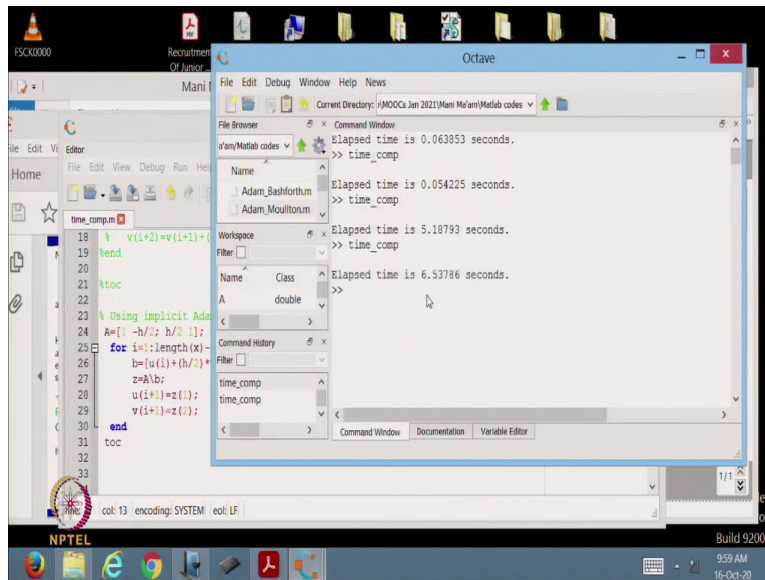 FSCK0000
Recruitment
Of Junior ...
Mani
Octave
File Edit Debug Window Help News
Current Directory: \MOOCs Jan 2021\Mani Ma'am\Matlab codes
File Browser
a'am/Matlab codes
Name
Adam_Bashforth.m
Adam_Moullton.m
Workspace
Filter
Name Class
A double
Command History
Filter
time_comp
time_comp
Command Window
Elapsed time is 0.063853 seconds.
>> time_comp
Elapsed time is 0.054225 seconds.
>> time_comp
Elapsed time is 5.18793 seconds.
>> time_comp
Elapsed time is 6.53786 seconds.
>>
Command Window Documentation Variable Editor
File Edit Vi
Home
Editor
File Edit View Debug Run Help
time_comp.m
18 % v(i+2)=v(i+1)+(
19 %end
20
21 %toc
22
23 % Using implicit Ada
24 A=[1 -h/2; h/2 1];
25 for i=1:length(x)-
26 b=[u(i)+(h/2)*
27 z=A\b;
28 u(i+1)=z(1);
29 v(i+1)=z(2);
30 end
31 toc
32
33
col: 13 encoding: SYSTEM eol: LF
1/1
NPTEL
Build 9200
9:59 AM
16-Oct-20